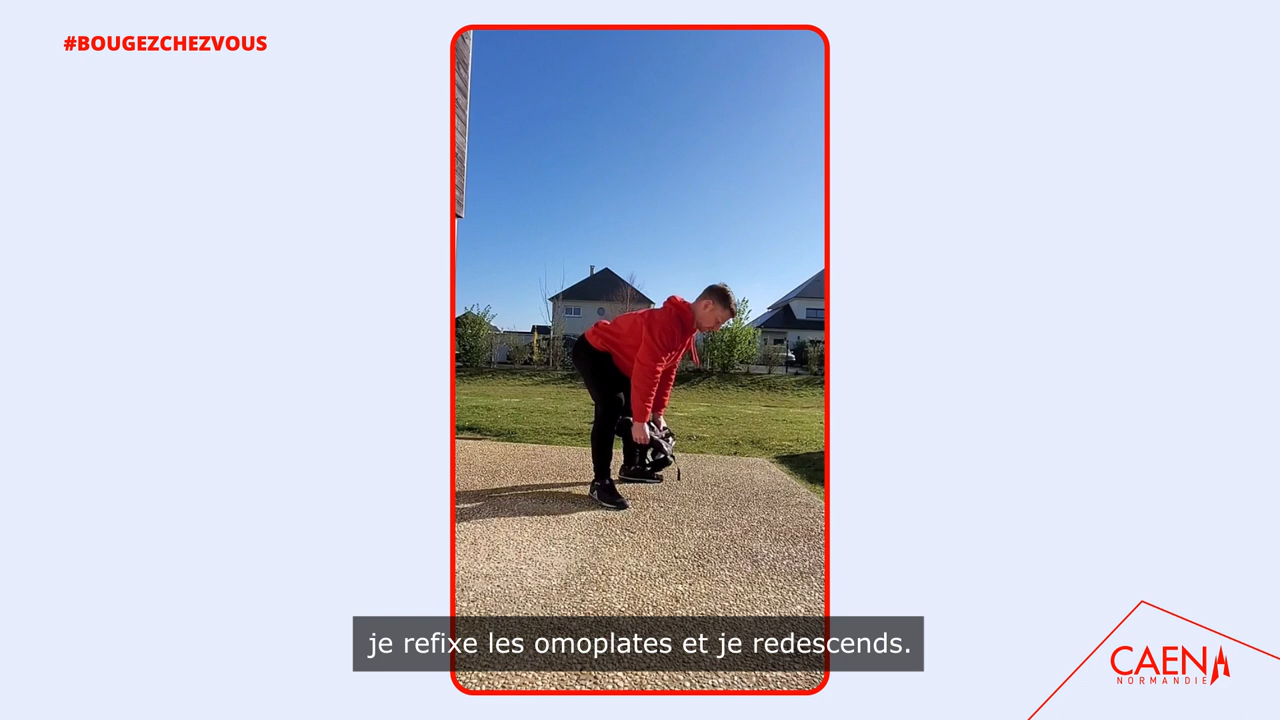 #BOUGEZCHEZVOUS
je refixe les omoplates et je redescends.
CAEN
NORMANDIE